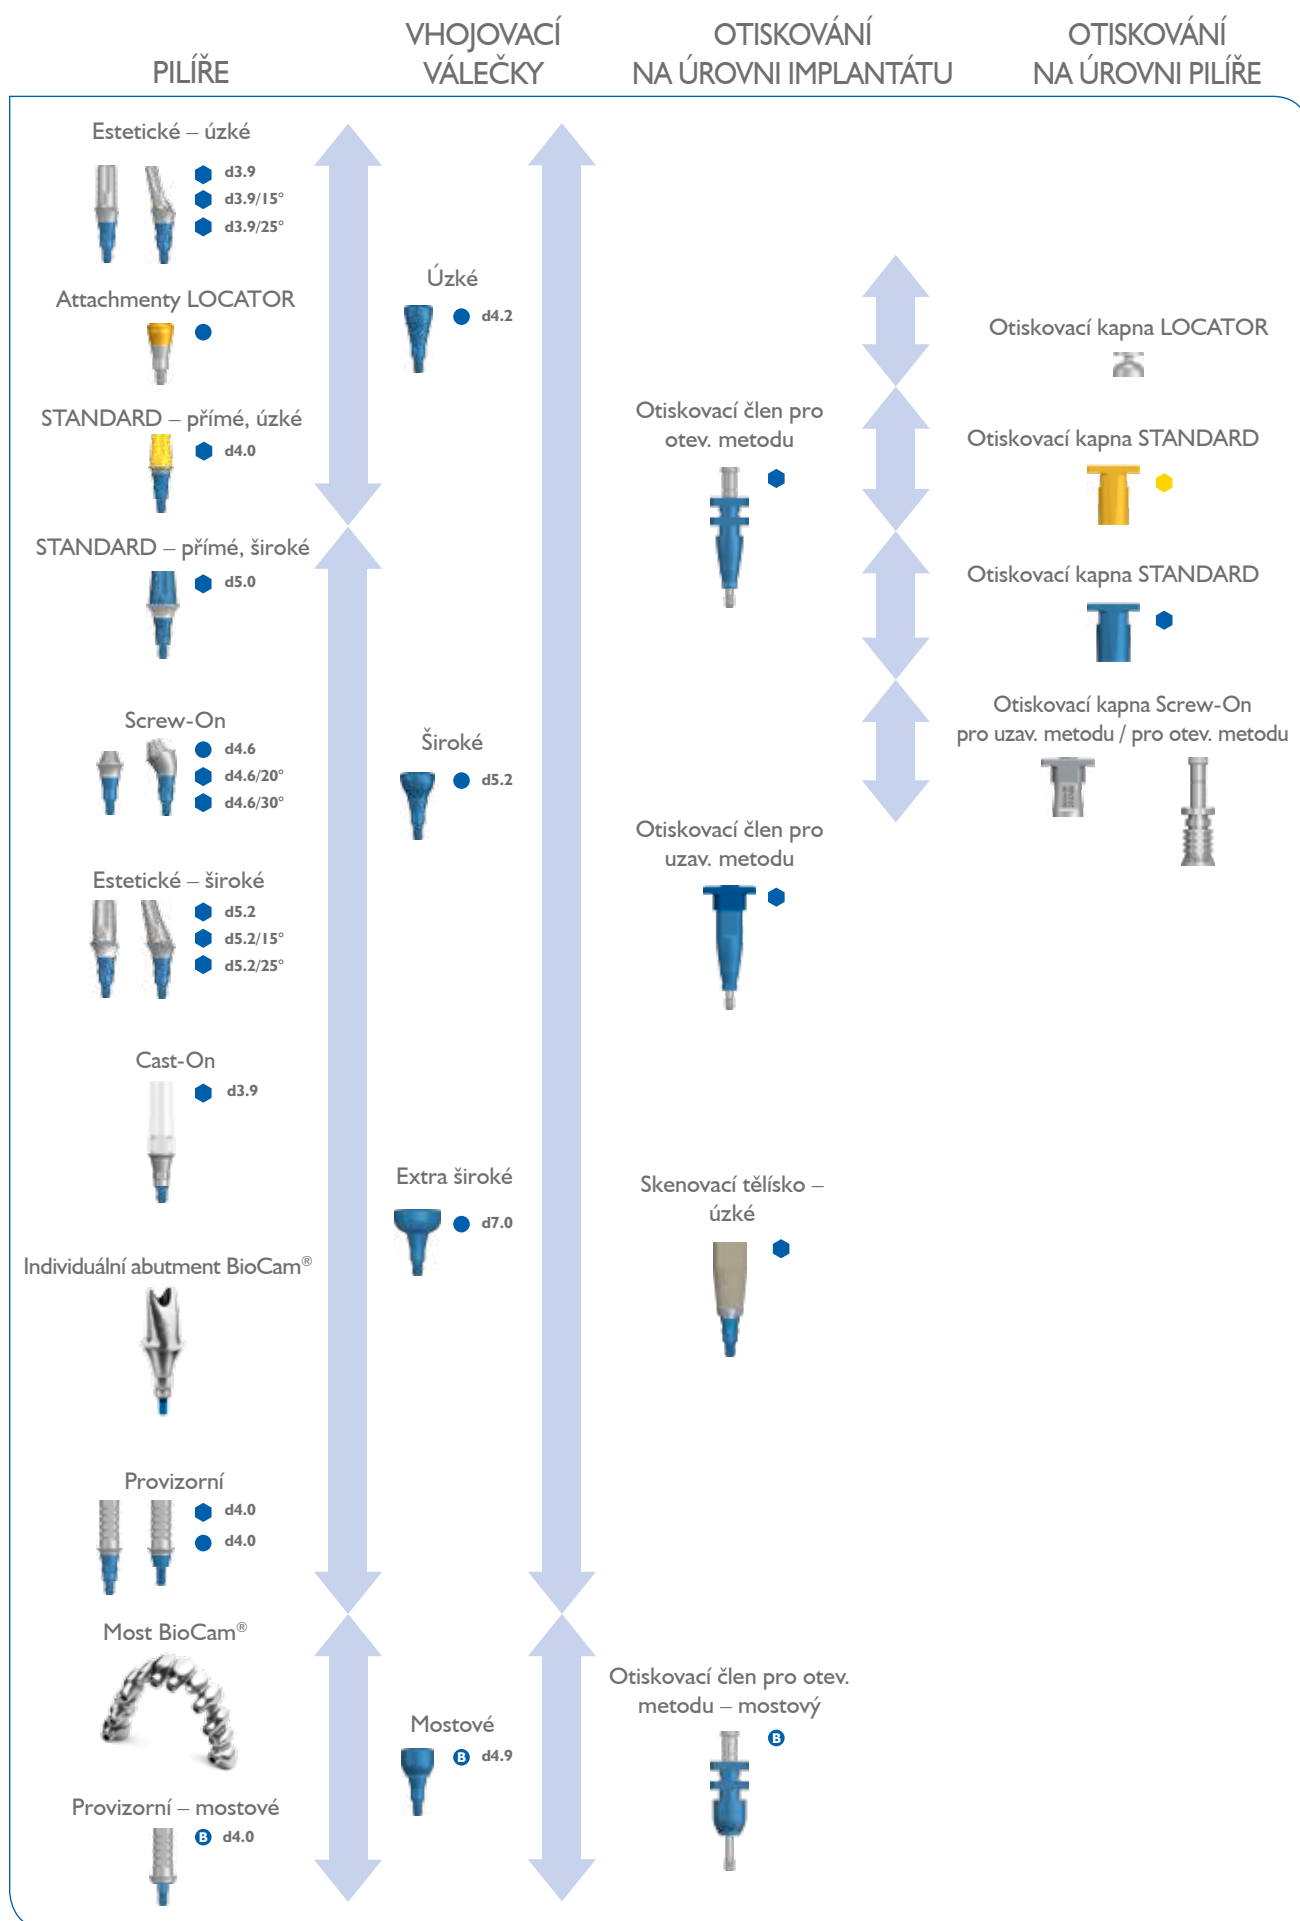 PILÍŘE
VHOJOVACÍ
VÁLEČKY
OTISKOVÁNÍ
NA ÚROVNI IMPLANTÁTU
OTISKOVÁNÍ
NA ÚROVNI PILÍŘE
Estetické – úzké
d3.9
d3.9/15°
d3.9/25°
Attachmenty LOCATOR
STANDARD – přímé, úzké
d4.0
STANDARD – přímé, široké
d5.0
Screw-On
d4.6
d4.6/20°
d4.6/30°
Estetické – široké
d5.2
d5.2/15°
d5.2/25°
Cast-On
d3.9
Individuální abutment BioCam®
Provizorní
d4.0
d4.0
Most BioCam®
Provizorní – mostové
B d4.0
Úzké
d4.2
Široké
d5.2
Extra široké
d7.0
Mostové
B d4.9
Otiskovací člen pro
otev. metodu
Otiskovací člen pro
uzav. metodu
Skenovací tělísko –
úzké
Otiskovací člen pro otev.
metodu – mostový
B
Otiskovací kapna LOCATOR
Otiskovací kapna STANDARD
Otiskovací kapna STANDARD
Otiskovací kapna Screw-On
pro uzav. metodu / pro otev. metodu